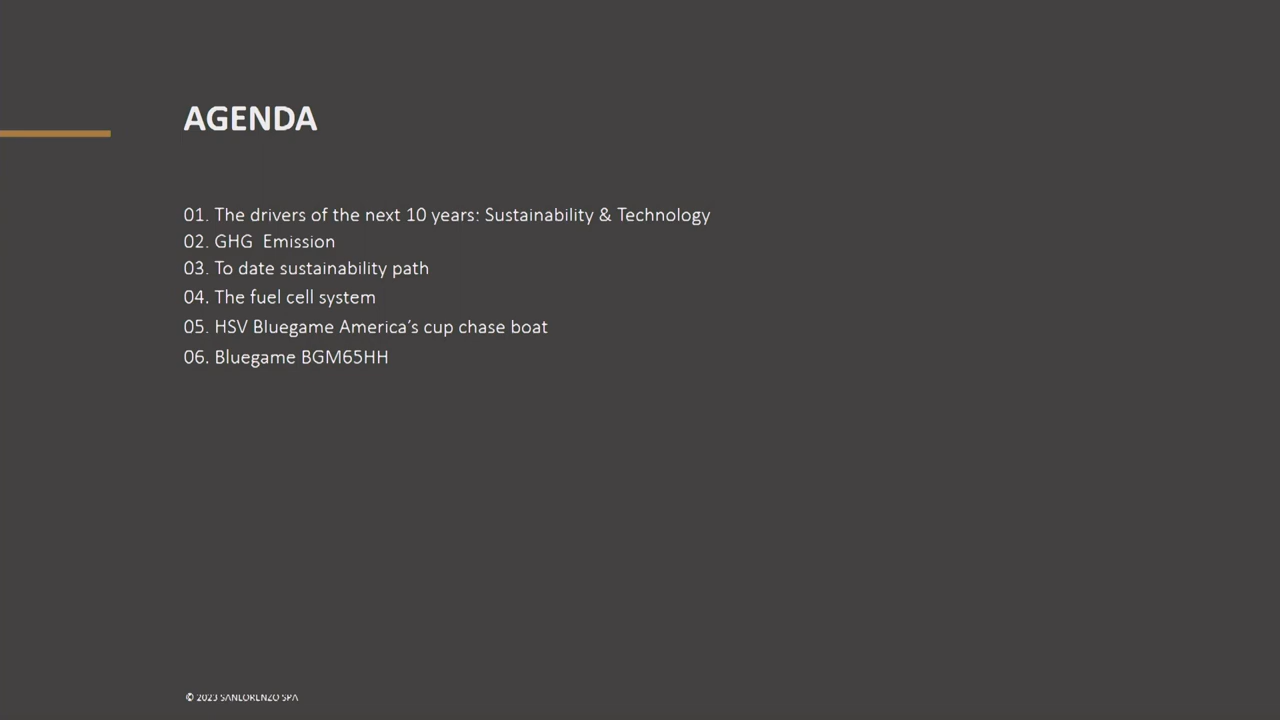 AGENDA
01. The drivers of the next 10 years: Sustainability & Technology
02. GHG  Emission
03. To date sustainability path
04. The fuel cell system
05. HSV Bluegame America’s cup chase boat
06. Bluegame BGM65HH
© 2023 SANLORENZO SPA